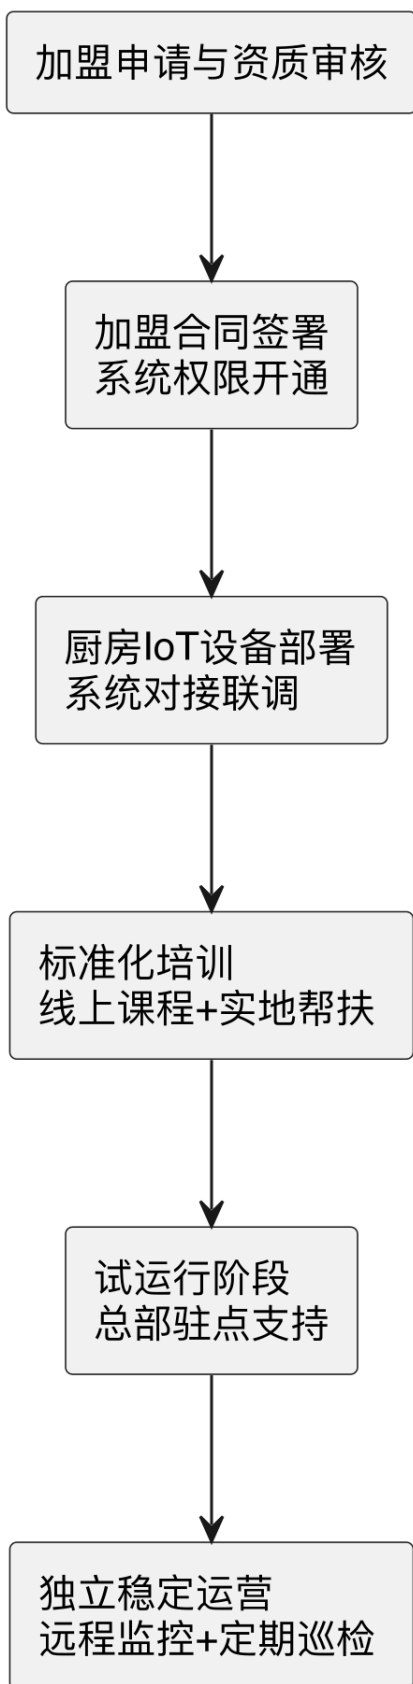 加盟申请与资质审核
加盟合同签署
系统权限开通
厨房IoT设备部署
系统对接联调
标准化培训
线上课程+实地帮扶
试运行阶段
总部驻点支持
独立稳定运营
远程监控+定期巡检